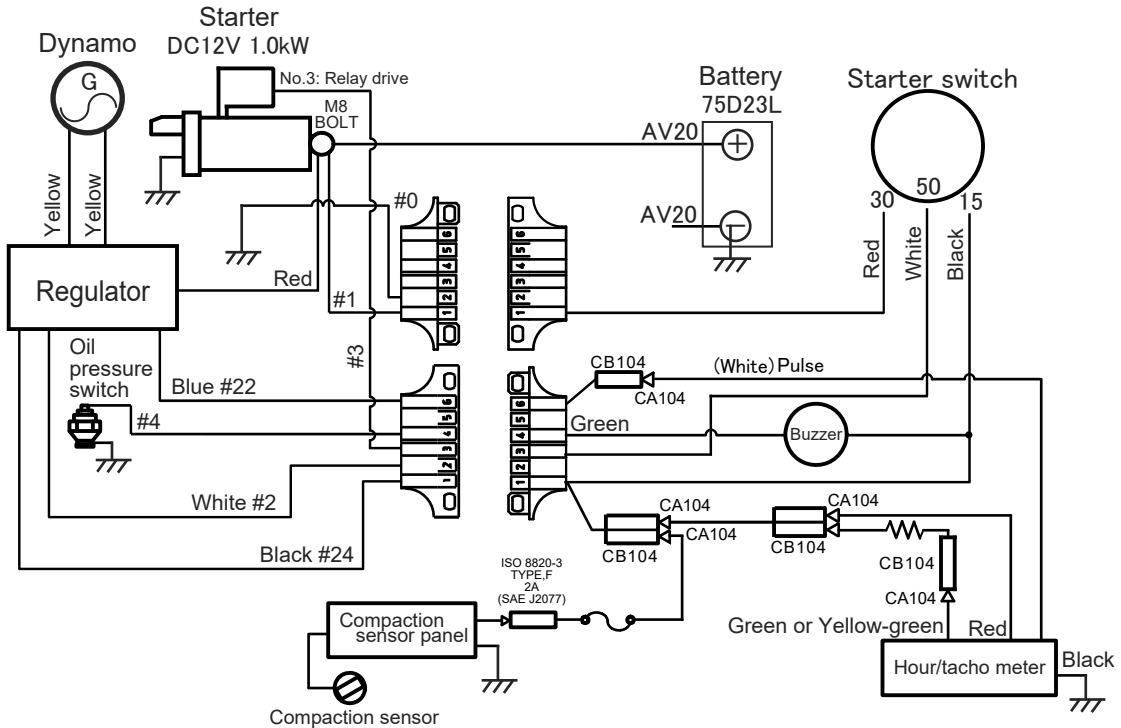 Starter
DC12V 1.0kW
Dynamo
G
No.3: Relay drive
M8
BOLT
Battery
75D23L
Starter switch
AV20
AV20
30
50
15
Yellow
Yellow
#0
Red
White
Black
6
5
4
3
2
1
6
5
4
3
2
1
Regulator
Red
#1
#3
Oil
pressure
switch
Blue #22
#4
White #2
Black #24
6
5
4
3
2
1
6
5
4
3
2
1
CB104
CA104
(White) Pulse
Green
Buzzer
CA104
CA104
CB104
CA104
CB104
CB104
CA104
ISO 8820-3
TYPE,F
2A
(SAE J2077)
Compaction
sensor panel
Compaction sensor
Green or Yellow-green
Red
Hour/tacho meter
Black